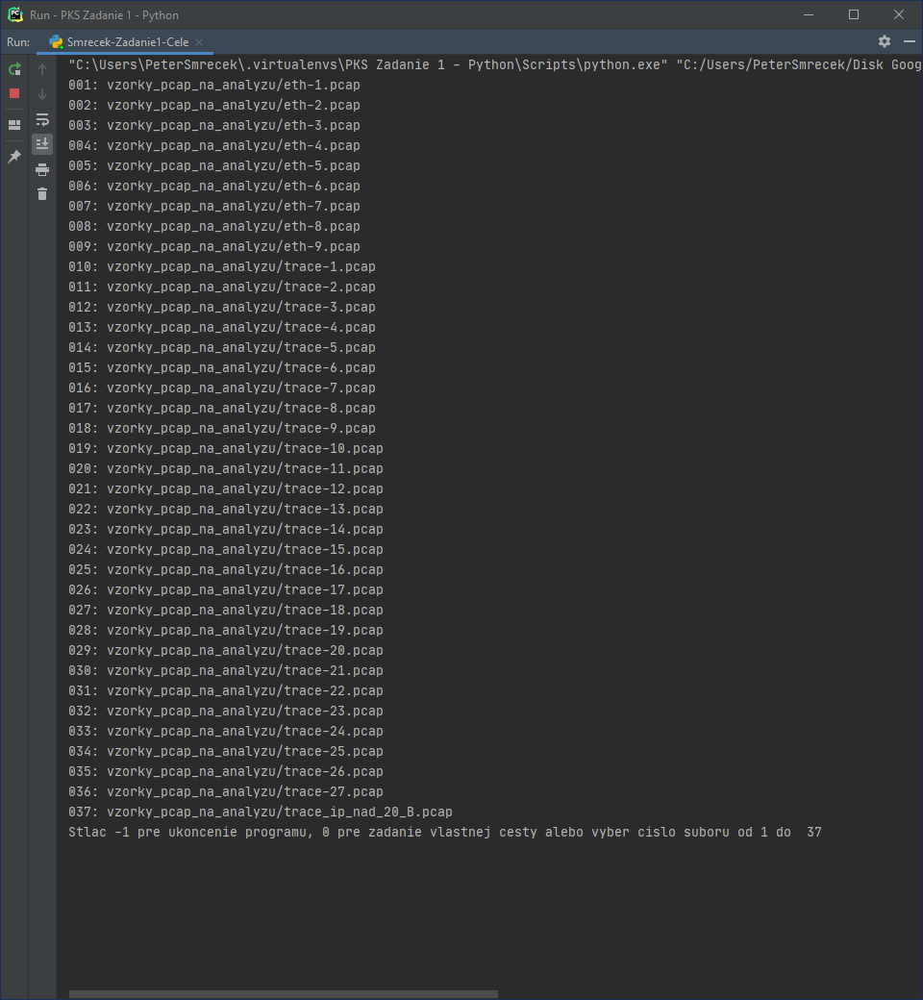 Run - PKS Zadanie 1 - Python
Run: Smrecek-Zadanie1-Cele
"C:\Users\PeterSmrecek\.virtualenvs\PKS Zadanie 1 - Python\Scripts\python.exe" "C:/Users/PeterSmrecek/Disk Goog
001: vzorky_pcap_na_analyzu/eth-1.pcap
002: vzorky_pcap_na_analyzu/eth-2.pcap
003: vzorky_pcap_na_analyzu/eth-3.pcap
004: vzorky_pcap_na_analyzu/eth-4.pcap
005: vzorky_pcap_na_analyzu/eth-5.pcap
006: vzorky_pcap_na_analyzu/eth-6.pcap
007: vzorky_pcap_na_analyzu/eth-7.pcap
008: vzorky_pcap_na_analyzu/eth-8.pcap
009: vzorky_pcap_na_analyzu/eth-9.pcap
010: vzorky_pcap_na_analyzu/trace-1.pcap
011: vzorky_pcap_na_analyzu/trace-2.pcap
012: vzorky_pcap_na_analyzu/trace-3.pcap
013: vzorky_pcap_na_analyzu/trace-4.pcap
014: vzorky_pcap_na_analyzu/trace-5.pcap
015: vzorky_pcap_na_analyzu/trace-6.pcap
016: vzorky_pcap_na_analyzu/trace-7.pcap
017: vzorky_pcap_na_analyzu/trace-8.pcap
018: vzorky_pcap_na_analyzu/trace-9.pcap
019: vzorky_pcap_na_analyzu/trace-10.pcap
020: vzorky_pcap_na_analyzu/trace-11.pcap
021: vzorky_pcap_na_analyzu/trace-12.pcap
022: vzorky_pcap_na_analyzu/trace-13.pcap
023: vzorky_pcap_na_analyzu/trace-14.pcap
024: vzorky_pcap_na_analyzu/trace-15.pcap
025: vzorky_pcap_na_analyzu/trace-16.pcap
026: vzorky_pcap_na_analyzu/trace-17.pcap
027: vzorky_pcap_na_analyzu/trace-18.pcap
028: vzorky_pcap_na_analyzu/trace-19.pcap
029: vzorky_pcap_na_analyzu/trace-20.pcap
030: vzorky_pcap_na_analyzu/trace-21.pcap
031: vzorky_pcap_na_analyzu/trace-22.pcap
032: vzorky_pcap_na_analyzu/trace-23.pcap
033: vzorky_pcap_na_analyzu/trace-24.pcap
034: vzorky_pcap_na_analyzu/trace-25.pcap
035: vzorky_pcap_na_analyzu/trace-26.pcap
036: vzorky_pcap_na_analyzu/trace-27.pcap
037: vzorky_pcap_na_analyzu/trace_ip_nad_20_B.pcap
Stlac -1 pre ukoncenie programu, 0 pre zadanie vlastnej cesty alebo vyber cislo suboru od 1 do  37